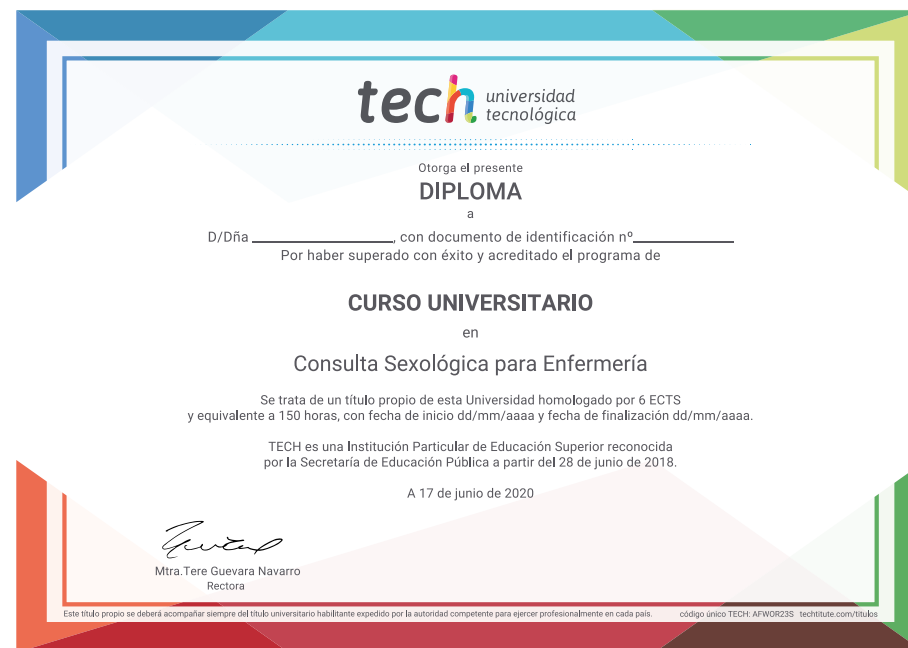 tech universidad
tecnológica
Otorga el presente
DIPLOMA
a
D/Dña ____________, con documento de identificación nº____________
Por haber superado con éxito y acreditado el programa de
CURSO UNIVERSITARIO
en
Consulta Sexológica para Enfermería
Se trata de un título propio de esta Universidad homologado por 6 ECTS
y equivalente a 150 horas, con fecha de inicio dd/mm/aaaa y fecha de finalización dd/mm/aaaa.
TECH es una Institución Particular de Educación Superior reconocida
por la Secretaría de Educación Pública a partir del 28 de junio de 2018.
A 17 de junio de 2020
Mtra.Tere Guevara Navarro
Rectora
Este título propio se deberá acompañar siempre del título universitario habilitante expedido por la autoridad competente para ejercer profesionalmente en cada país. código único TECH: AFWOR23S techtitute.com/titulos